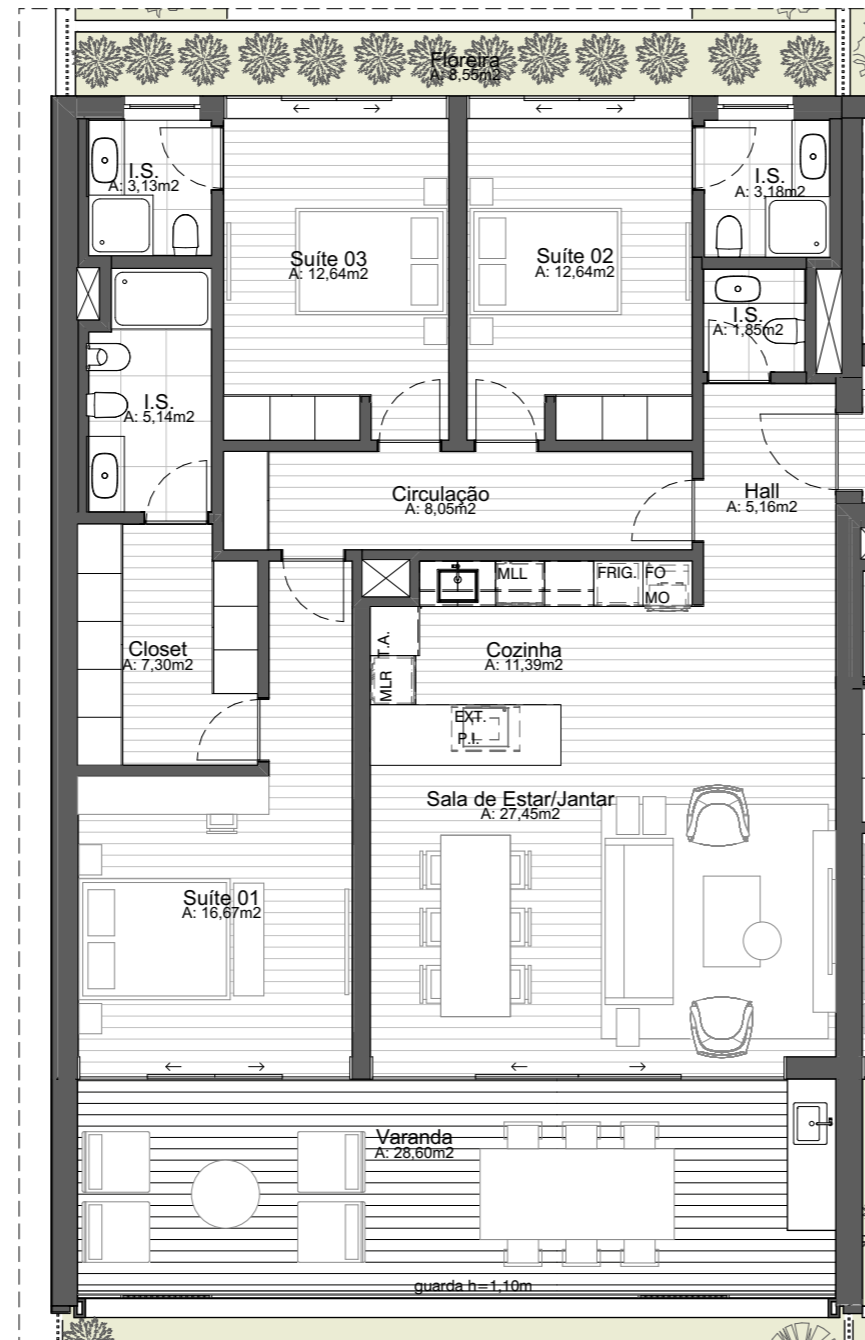 Floreira
A: 8,55m2
I.S.
A: 3,13m2
I.S.
A: 3,18m2
Suíte 03
A: 12,64m2
Suíte 02
A: 12,64m2
I.S.
A: 1,85m2
I.S.
A: 5,14m2
Circulação
A: 8,05m2
Hall
A: 5,16m2
MLL
FRIG.
FO
MO
T.A.
MLR
Closet
A: 7,30m2
Cozinha
A: 11,39m2
EXT.
P.I.
Sala de Estar/Jantar
A: 27,45m2
Suíte 01
A: 16,67m2
Varanda
A: 28,60m2
guarda h=1,10m